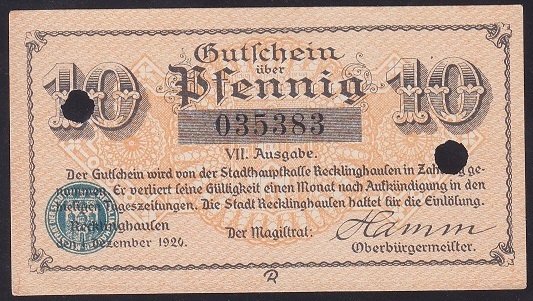 Gutschein
über
10 Pfennig 10
035383
VII. Ausgabe.
Der Gutschein wird von der Stadthauptkasse Recklinghausen in Zahlung ge-
Er verliert seine Gültigkeit einen Monat nach Aufkündigung in den
Tageszeitungen. Die Stadt Recklinghausen haftet für die Einlösung.
Recklinghausen
Dezember 1920. Der Magistrat: Hamm
Oberbürgermeister.
R